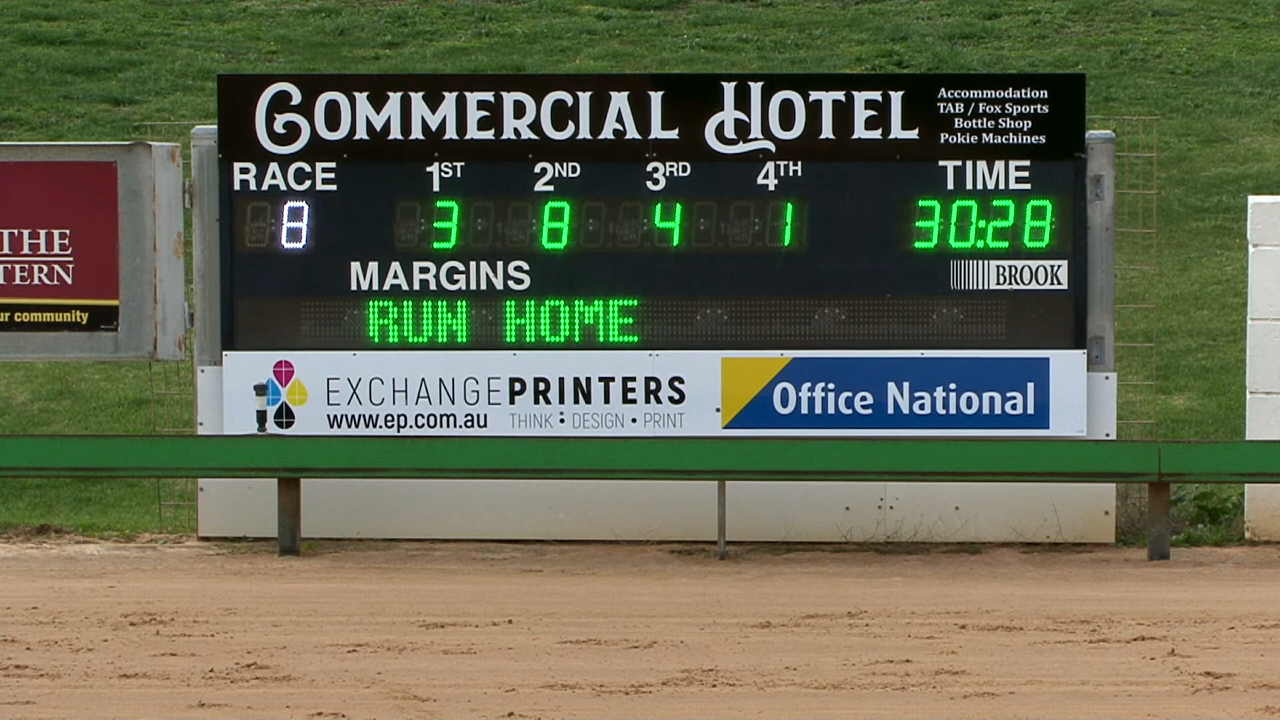 COMMERCIAL HOTEL
Accommodation
TAB / Fox Sports
Bottle Shop
Pokie Machines
RACE 1ST 2ND 3RD 4TH TIME
8 3 8 4 1 30:28
MARGINS
BROOK
RUN HOME
THE
TERN
ur community
EXCHANGEPRINTERS
www.ep.com.au THINK : DESIGN • PRINT
Office National